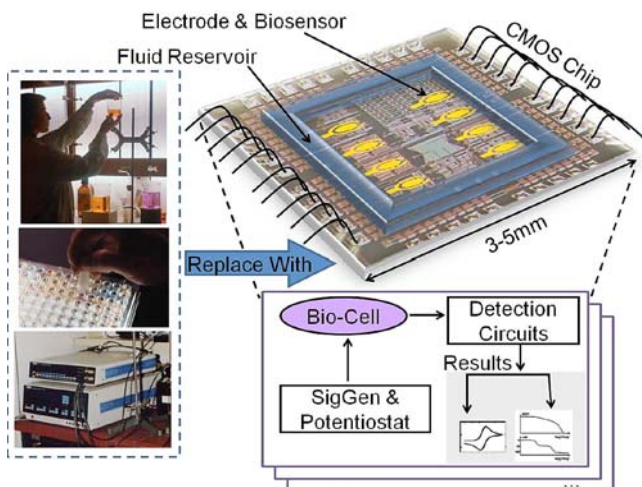 Electrode & Biosensor
Fluid Reservoir
CMOS Chip
3-5mm
Replace With
Bio-Cell
Detection
Circuits
Results
SigGen &
Potentiostat
...